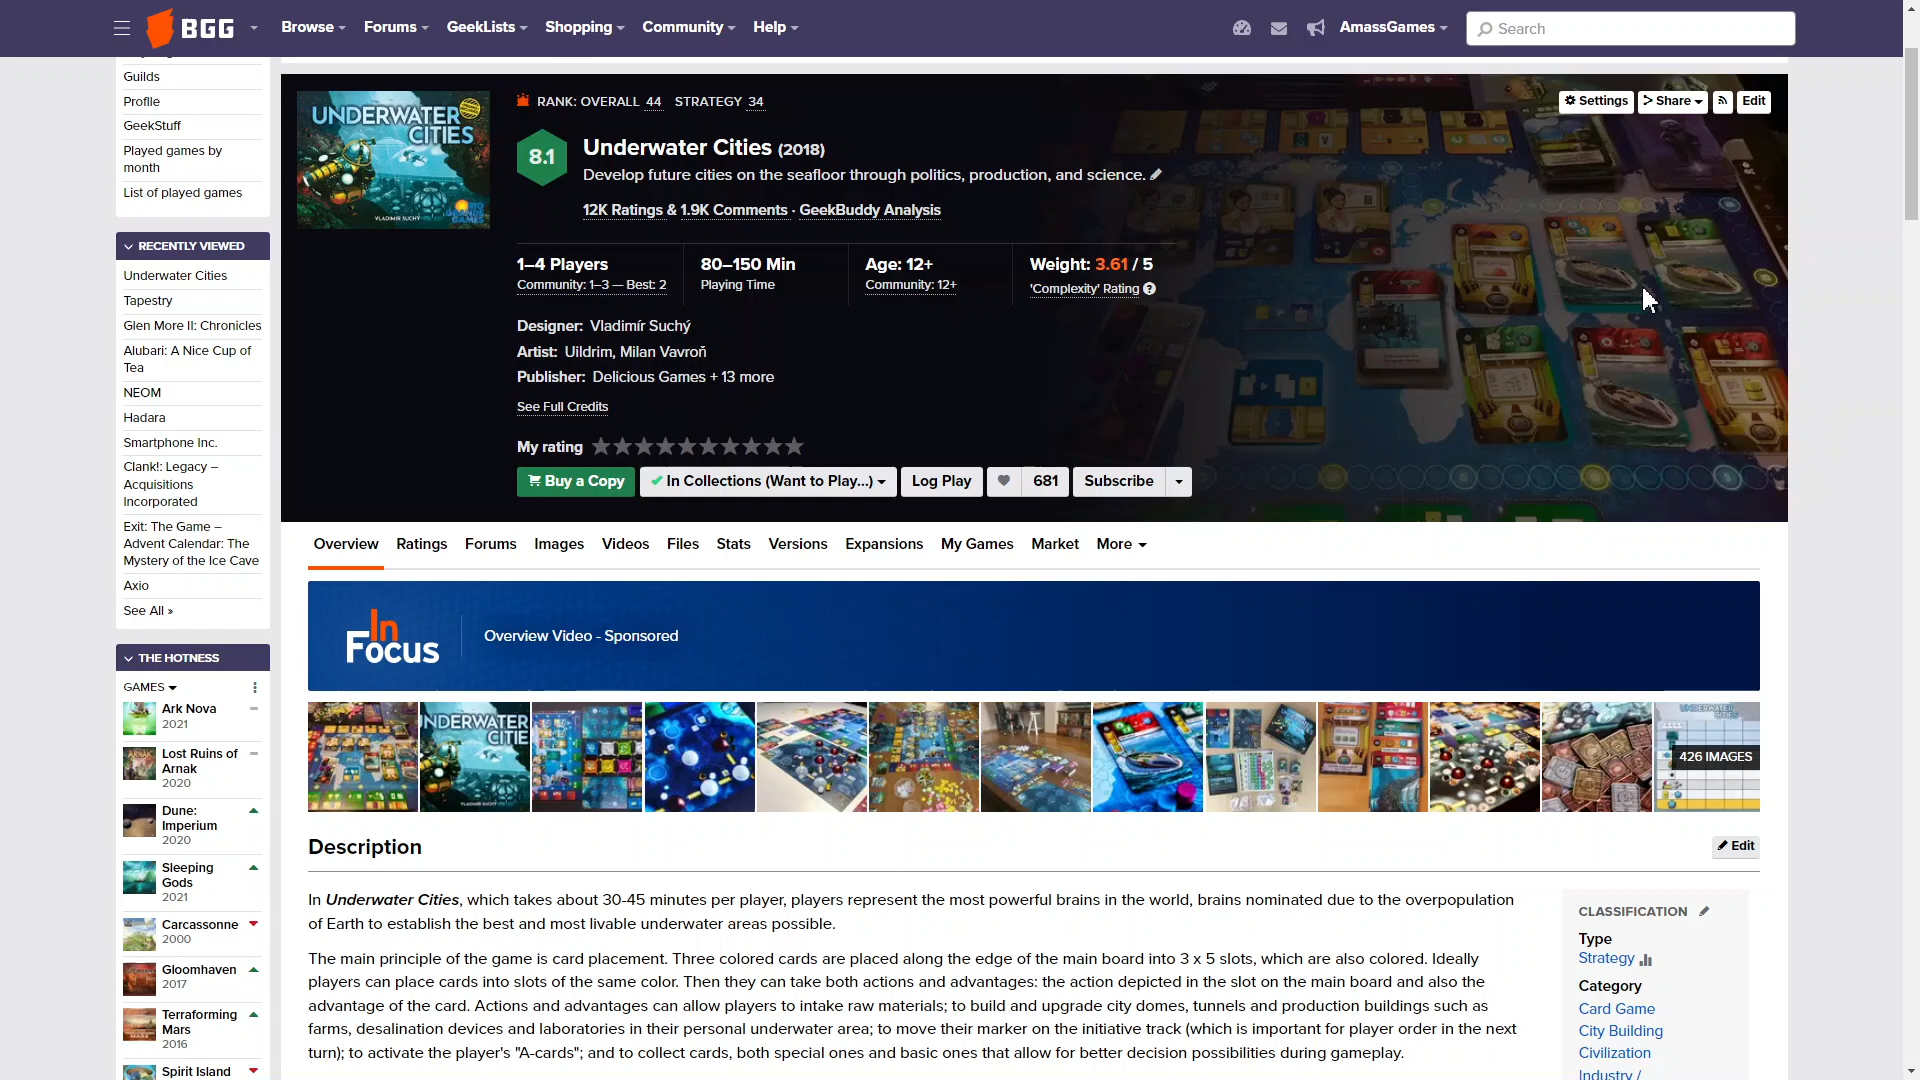 BGG
Browse
Forums
GeekLists
Shopping
Community
Help
AmassGames
Search
Guilds
Profile
GeekStuff
Played games by
month
List of played games
RECENTLY VIEWED
Underwater Cities
Tapestry
Glen More II: Chronicles
Alubari: A Nice Cup of
Tea
NEOM
Hadara
Smartphone Inc.
Clank!: Legacy –
Acquisitions
Incorporated
Exit: The Game –
Advent Calendar: The
Mystery of the Ice Cave
Axio
See All »
THE HOTNESS
GAMES
Ark Nova
2021
Lost Ruins of
Arnak
2020
Dune:
Imperium
2020
Sleeping
Gods
2021
Carcassonne
2000
Gloomhaven
2017
Terraforming
Mars
2016
Spirit Island
UNDERWATER
CITIES
VLADIMIR SUCHY
RIO
GRANDE
GAMES
RANK: OVERALL 44 STRATEGY 34
Settings
Share
Edit
8.1
Underwater Cities (2018)
Develop future cities on the seafloor through politics, production, and science.
12K Ratings & 1.9K Comments · GeekBuddy Analysis
1–4 Players
Community: 1–3 — Best: 2
80–150 Min
Playing Time
Age: 12+
Community: 12+
Weight: 3.61 / 5
'Complexity' Rating
Designer: Vladimír Suchý
Artist: Uildrim, Milan Vavroň
Publisher: Delicious Games + 13 more
See Full Credits
My rating
Buy a Copy
In Collections (Want to Play...)
Log Play
681
Subscribe
Overview
Ratings
Forums
Images
Videos
Files
Stats
Versions
Expansions
My Games
Market
More
In
Focus
Overview Video - Sponsored
UNDERWATER
CITIE
426 IMAGES
Description
Edit
In Underwater Cities, which takes about 30-45 minutes per player, players represent the most powerful brains in the world, brains nominated due to the overpopulation
of Earth to establish the best and most livable underwater areas possible.
The main principle of the game is card placement. Three colored cards are placed along the edge of the main board into 3 x 5 slots, which are also colored. Ideally
players can place cards into slots of the same color. Then they can take both actions and advantages: the action depicted in the slot on the main board and also the
advantage of the card. Actions and advantages can allow players to intake raw materials; to build and upgrade city domes, tunnels and production buildings such as
farms, desalination devices and laboratories in their personal underwater area; to move their marker on the initiative track (which is important for player order in the next
turn); to activate the player's "A-cards"; and to collect cards, both special ones and basic ones that allow for better decision possibilities during gameplay.
CLASSIFICATION
Type
Strategy
Category
Card Game
City Building
Civilization
Industry /